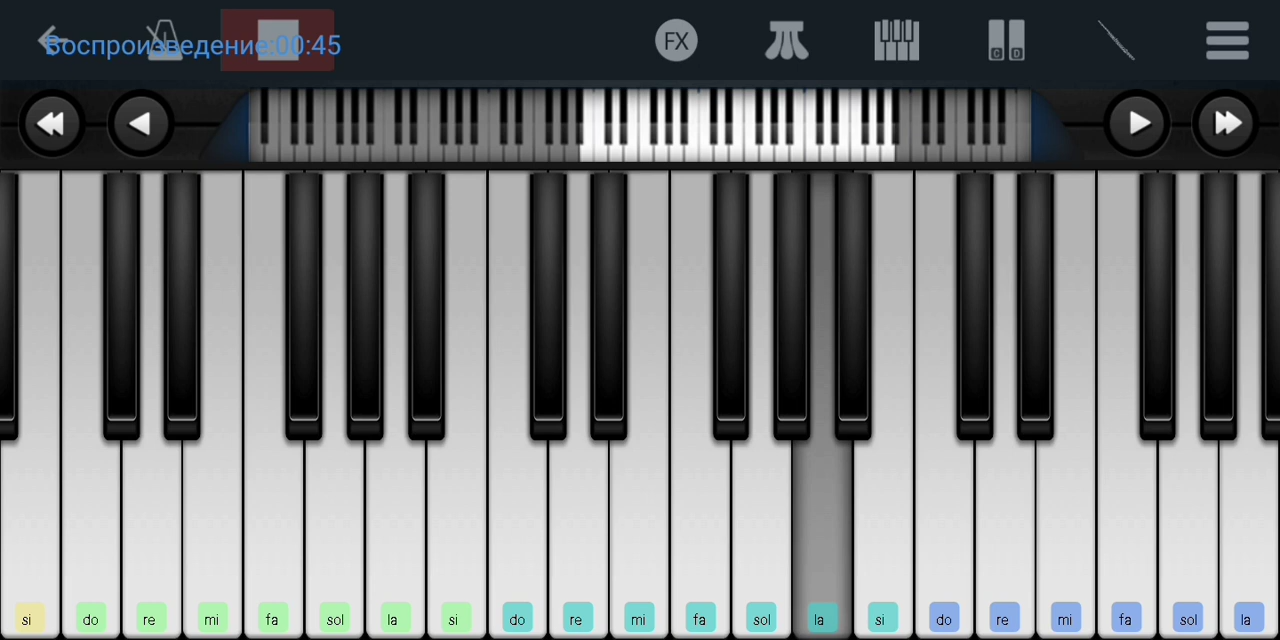 Воспроизведение:00:45
FX
C D
si do re mi fa sol la si do re mi fa sol la si do re mi fa sol la